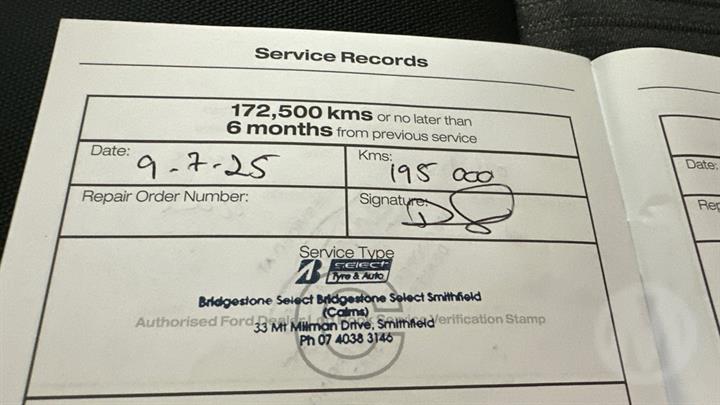 Service Records
172,500 kms or no later than
6 months from previous service
Date: 9-7-25
Kms: 195 000
Repair Order Number:
Signature:
Service Type
B SELECT
Tyre & Auto
Bridgestone Select Bridgestone Select Smithfield
(Cairns)
Authorised Ford Verification Stamp
33 Mt Milman Drive, Smithfield
Ph 07 4038 3146
Date:
Rep